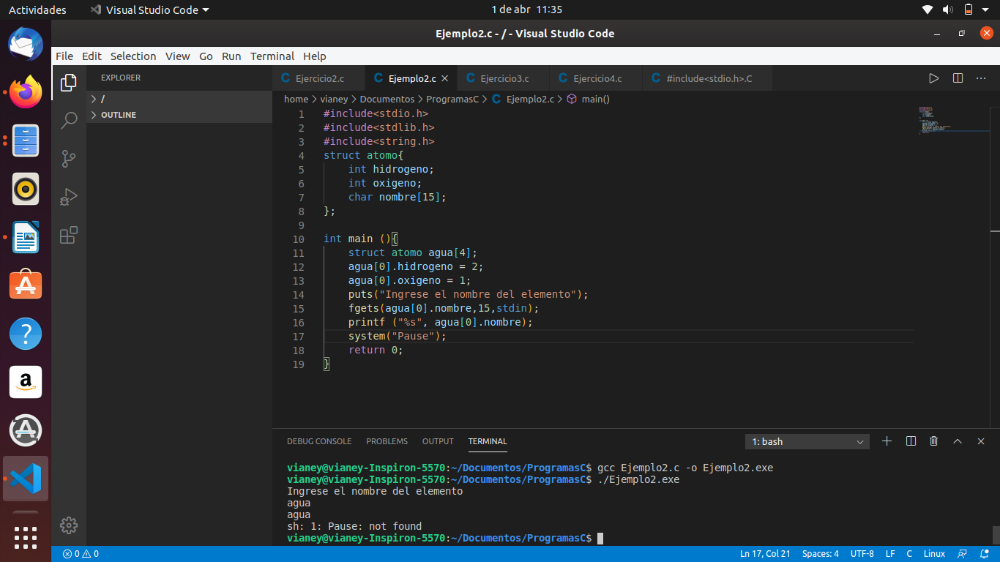 Actividades Visual Studio Code 1 de abr 11:35
Ejemplo2.c - / - Visual Studio Code
File Edit Selection View Go Run Terminal Help
EXPLORER
/
OUTLINE
Ejercicio2.c Ejemplo2.c Ejercicio3.c Ejercicio4.c #include<stdio.h>.C
home > vianey > Documentos > ProgramasC > Ejemplo2.c > main()
1 #include<stdio.h>
2 #include<stdlib.h>
3 #include<string.h>
4 struct atomo{
5 int hidrogeno;
6 int oxigeno;
7 char nombre[15];
8 };
9
10 int main (){
11 struct atomo agua[4];
12 agua[0].hidrogeno = 2;
13 agua[0].oxigeno = 1;
14 puts("Ingrese el nombre del elemento");
15 fgets(agua[0].nombre,15,stdin);
16 printf ("%s", agua[0].nombre);
17 system("Pause");
18 return 0;
19 }
DEBUG CONSOLE PROBLEMS OUTPUT TERMINAL 1: bash
vianey@vianey-Inspiron-5570:~/Documentos/ProgramasC$ gcc Ejemplo2.c -o Ejemplo2.exe
vianey@vianey-Inspiron-5570:~/Documentos/ProgramasC$ ./Ejemplo2.exe
Ingrese el nombre del elemento
agua
agua
sh: 1: Pause: not found
vianey@vianey-Inspiron-5570:~/Documentos/ProgramasC$
0 0 Ln 17, Col 21 Spaces: 4 UTF-8 LF C Linux